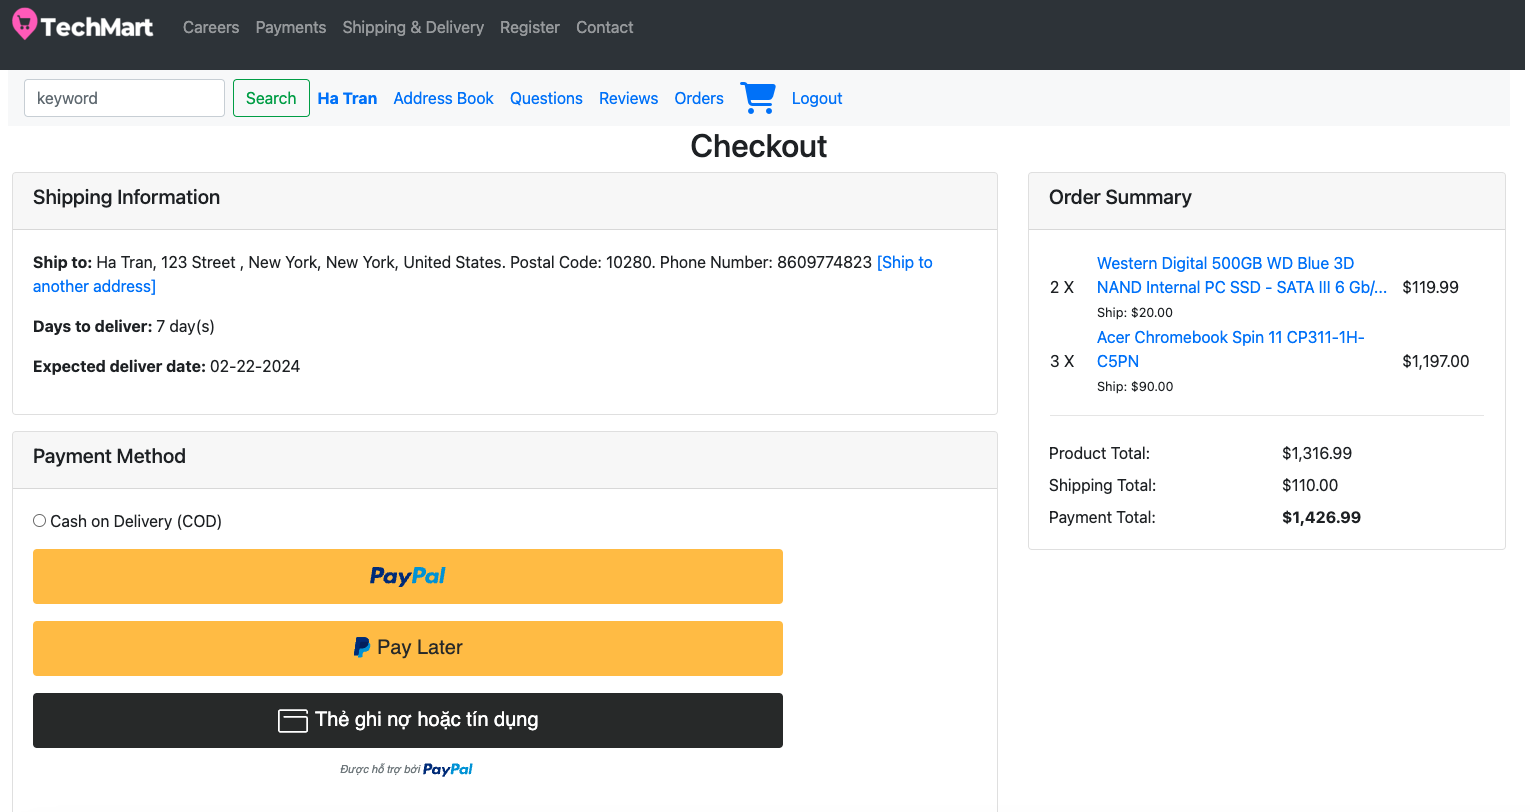 TechMart Careers Payments Shipping & Delivery Register Contact
keyword Search Ha Tran Address Book Questions Reviews Orders Logout
Checkout
Shipping Information
Ship to: Ha Tran, 123 Street , New York, New York, United States. Postal Code: 10280. Phone Number: 8609774823 [Ship to
another address]
Days to deliver: 7 day(s)
Expected deliver date: 02-22-2024
Payment Method
Cash on Delivery (COD)
PayPal
Pay Later
Thẻ ghi nợ hoặc tín dụng
Được hỗ trợ bởi PayPal
Order Summary
Western Digital 500GB WD Blue 3D
2 X NAND Internal PC SSD - SATA III 6 Gb/... $119.99
Ship: $20.00
Acer Chromebook Spin 11 CP311-1H-
3 X C5PN $1,197.00
Ship: $90.00
Product Total: $1,316.99
Shipping Total: $110.00
Payment Total: $1,426.99